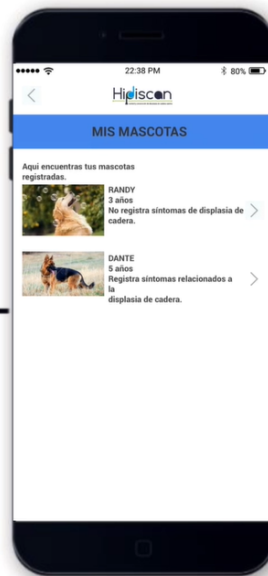 22:38 PM
80%
Hipiscan
MIS MASCOTAS
Aqui encuentras tus mascotas
registradas.
RANDY
3 años
No registra síntomas de displasia de
cadera.
DANTE
5 años
Registra síntomas relacionados a
la
displasia de cadera.